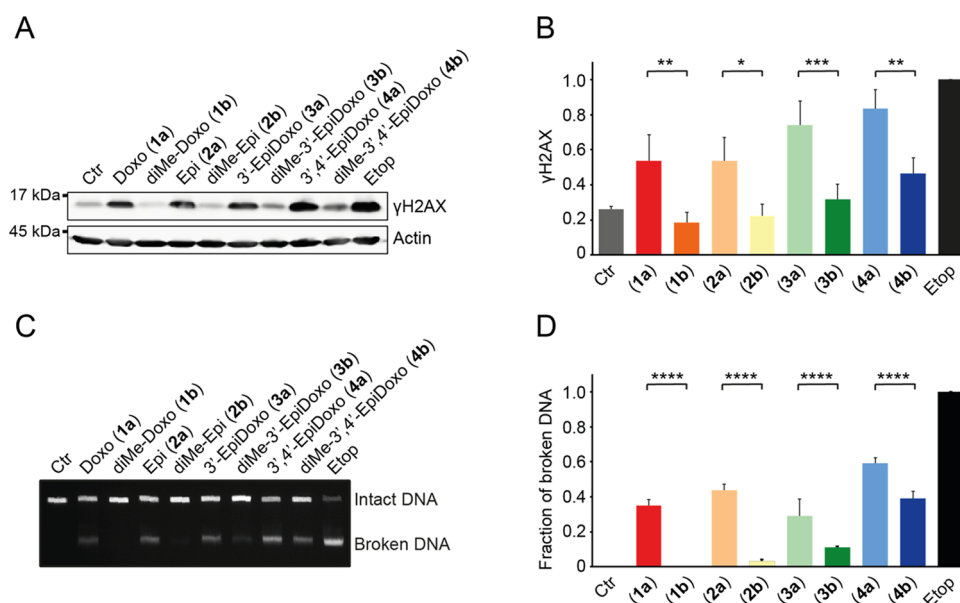 A
Ctr
Doxo (1a)
diMe-Doxo (1b)
Epi (2a)
diMe-Epi (2b)
3'-EpiDoxo (3a)
diMe-3'-EpiDoxo (3b)
3',4'-EpiDoxo (4a)
diMe-3',4'-EpiDoxo (4b)
Etop
17 kDa
γH2AX
45 kDa
Actin
B
** * *** **
1.0
0.8
0.6
0.4
0.2
0
γH2AX
Ctr (1a) (1b) (2a) (2b) (3a) (3b) (4a) (4b) Etop
C
Ctr
Doxo (1a)
diMe-Doxo (1b)
Epi (2a)
diMe-Epi (2b)
3'-EpiDoxo (3a)
diMe-3'-EpiDoxo (3b)
3',4'-EpiDoxo (4a)
diMe-3',4'-EpiDoxo (4b)
Etop
Intact DNA
Broken DNA
D
**** **** **** ****
1.0
0.8
0.6
0.4
0.2
0
Fraction of broken DNA
Ctr (1a) (1b) (2a) (2b) (3a) (3b) (4a) (4b) Etop